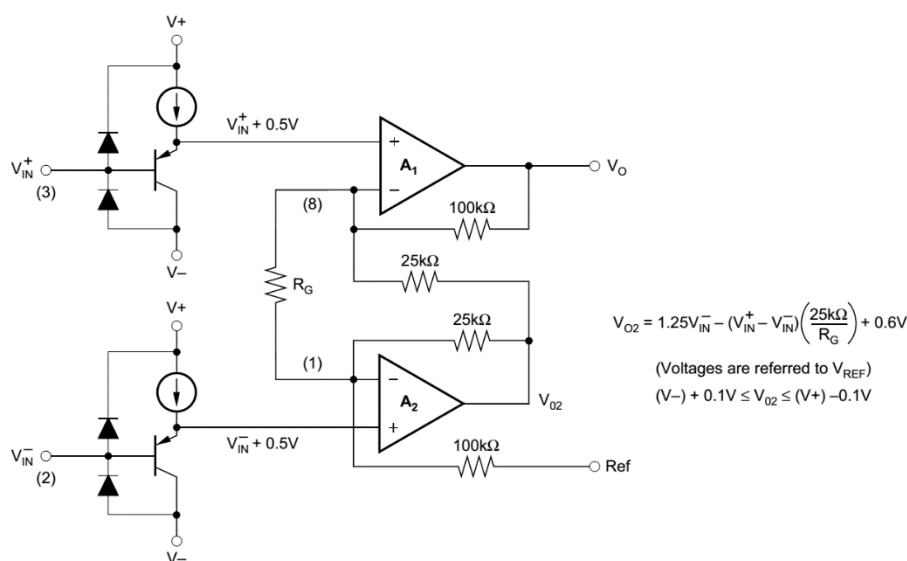 V+
V+IN
(3)
V–
V+IN + 0.5V
+
A1
–
VO
(8)
100kΩ
25kΩ
RG
25kΩ
(1)
V+
–
A2
+
V02
V–IN
(2)
V–
V–IN + 0.5V
100kΩ
Ref
VO2 = 1.25V–IN – (V+IN – V–IN)(25kΩ/RG) + 0.6V
(Voltages are referred to VREF)
(V–) + 0.1V ≤ V02 ≤ (V+) –0.1V